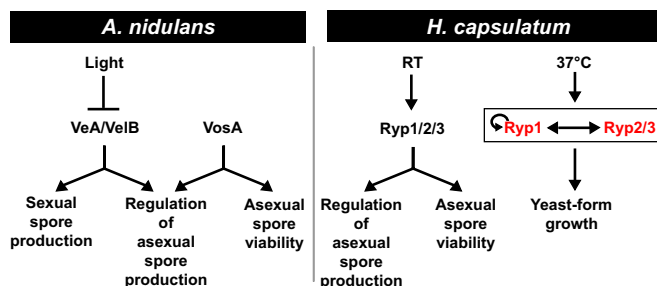 A. nidulans
H. capsulatum
Light
VeA/VelB
VosA
Sexual
spore
production
Regulation
of
asexual
spore
production
Asexual
spore
viability
RT
Ryp1/2/3
Regulation
of
asexual
spore
production
Asexual
spore
viability
37°C
Ryp1
Ryp2/3
Yeast-form
growth